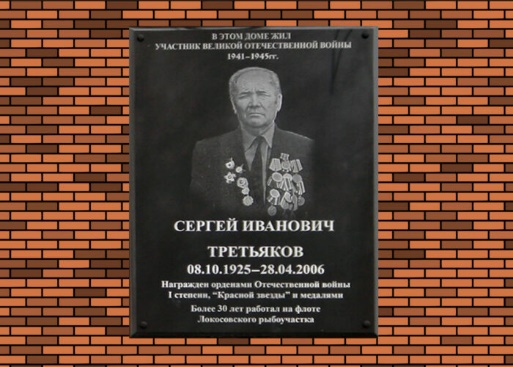 В ЭТОМ ДОМЕ ЖИЛ
УЧАСТНИК ВЕЛИКОЙ ОТЕЧЕСТВЕННОЙ ВОЙНЫ
1941-1945гг.
СЕРГЕЙ ИВАНОВИЧ
ТРЕТЬЯКОВ
08.10.1925–28.04.2006
Награжден орденами Отечественной войны
I степени, "Красной звезды" и медалями
Более 30 лет работал на флоте
Локосовского рыбоучастка